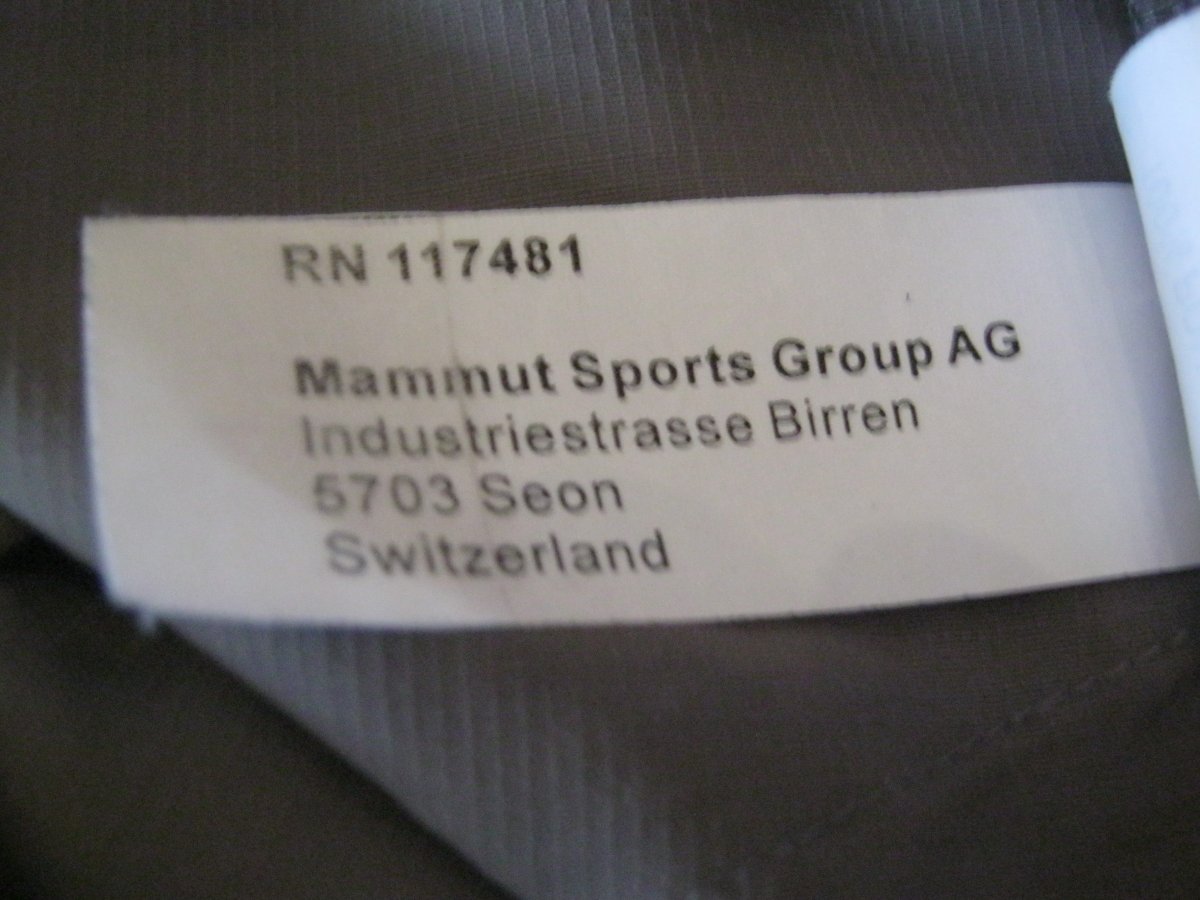 RN 117481
Mammut Sports Group AG
Industriestrasse Birren
5703 Seon
Switzerland